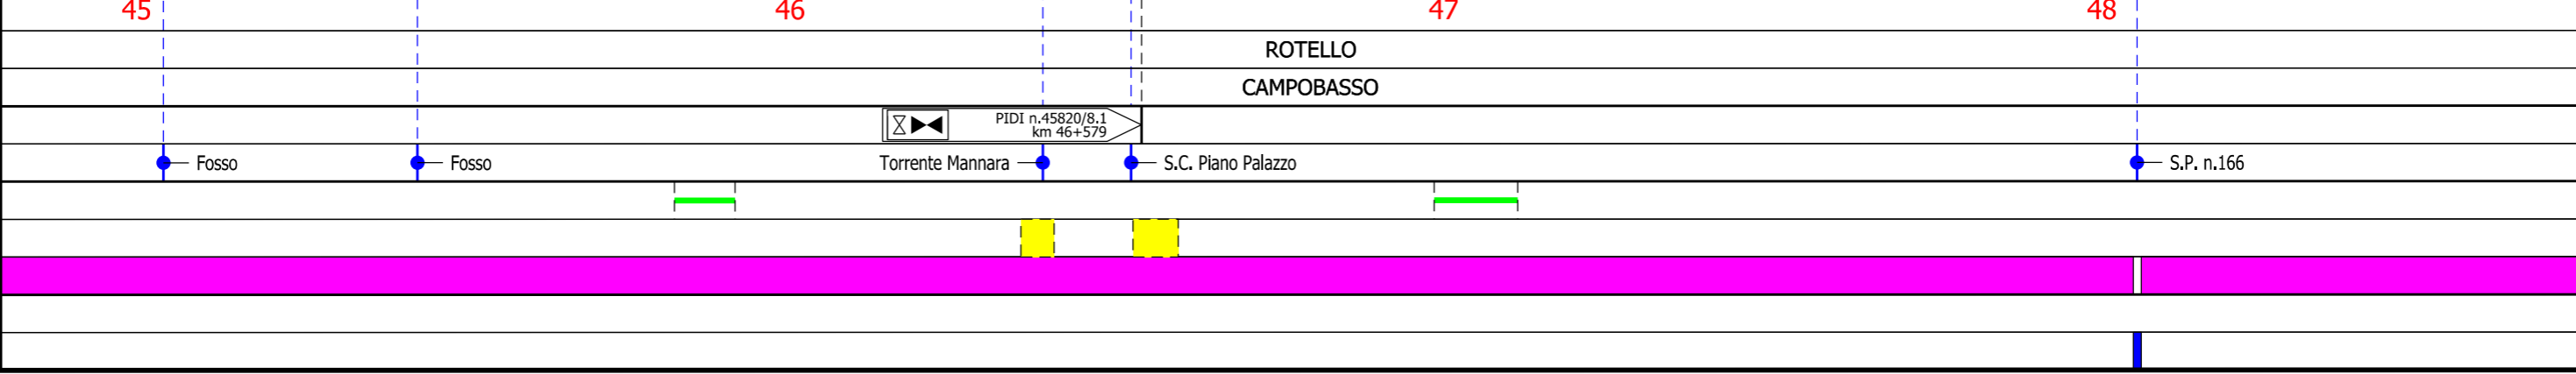 45 46 47 48
ROTELLO
CAMPOBASSO
PIDI n.45820/8.1
km 46+579
Fosso Fosso Torrente Mannara S.C. Piano Palazzo S.P. n.166